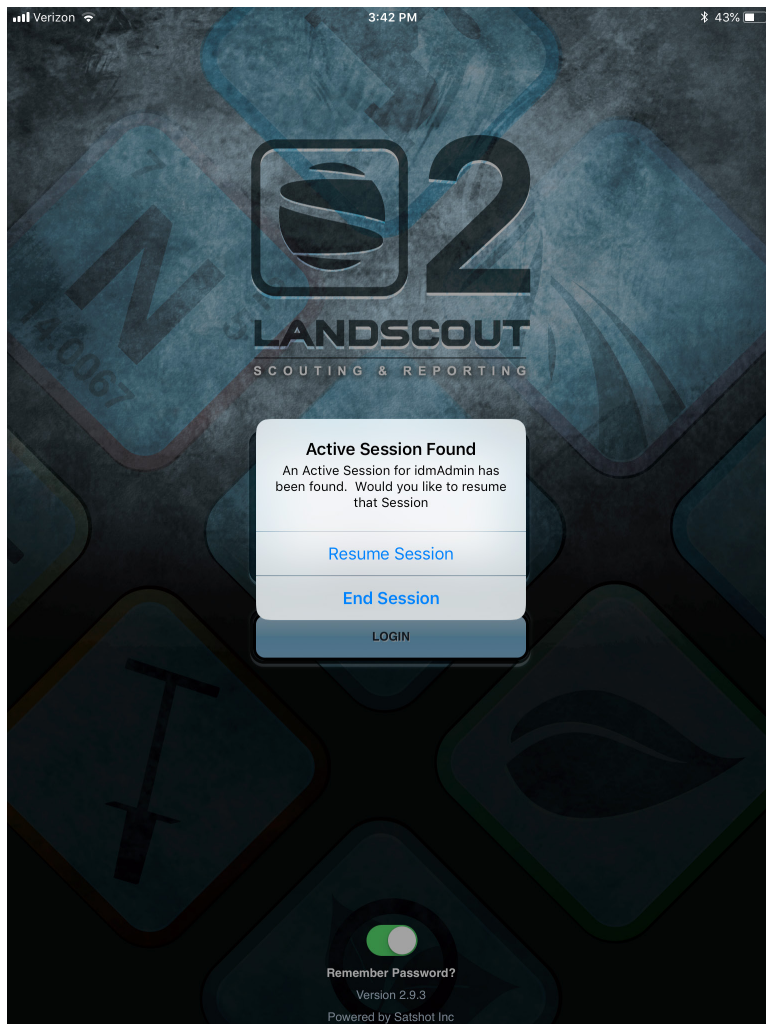 Verizon 3:42 PM 43%
2
LANDSCOUT
SCOUTING & REPORTING
N
Active Session Found
An Active Session for idmAdmin has
been found.  Would you like to resume
that Session
Resume Session
End Session
LOGIN
Remember Password?
Version 2.9.3
Powered by Satshot Inc